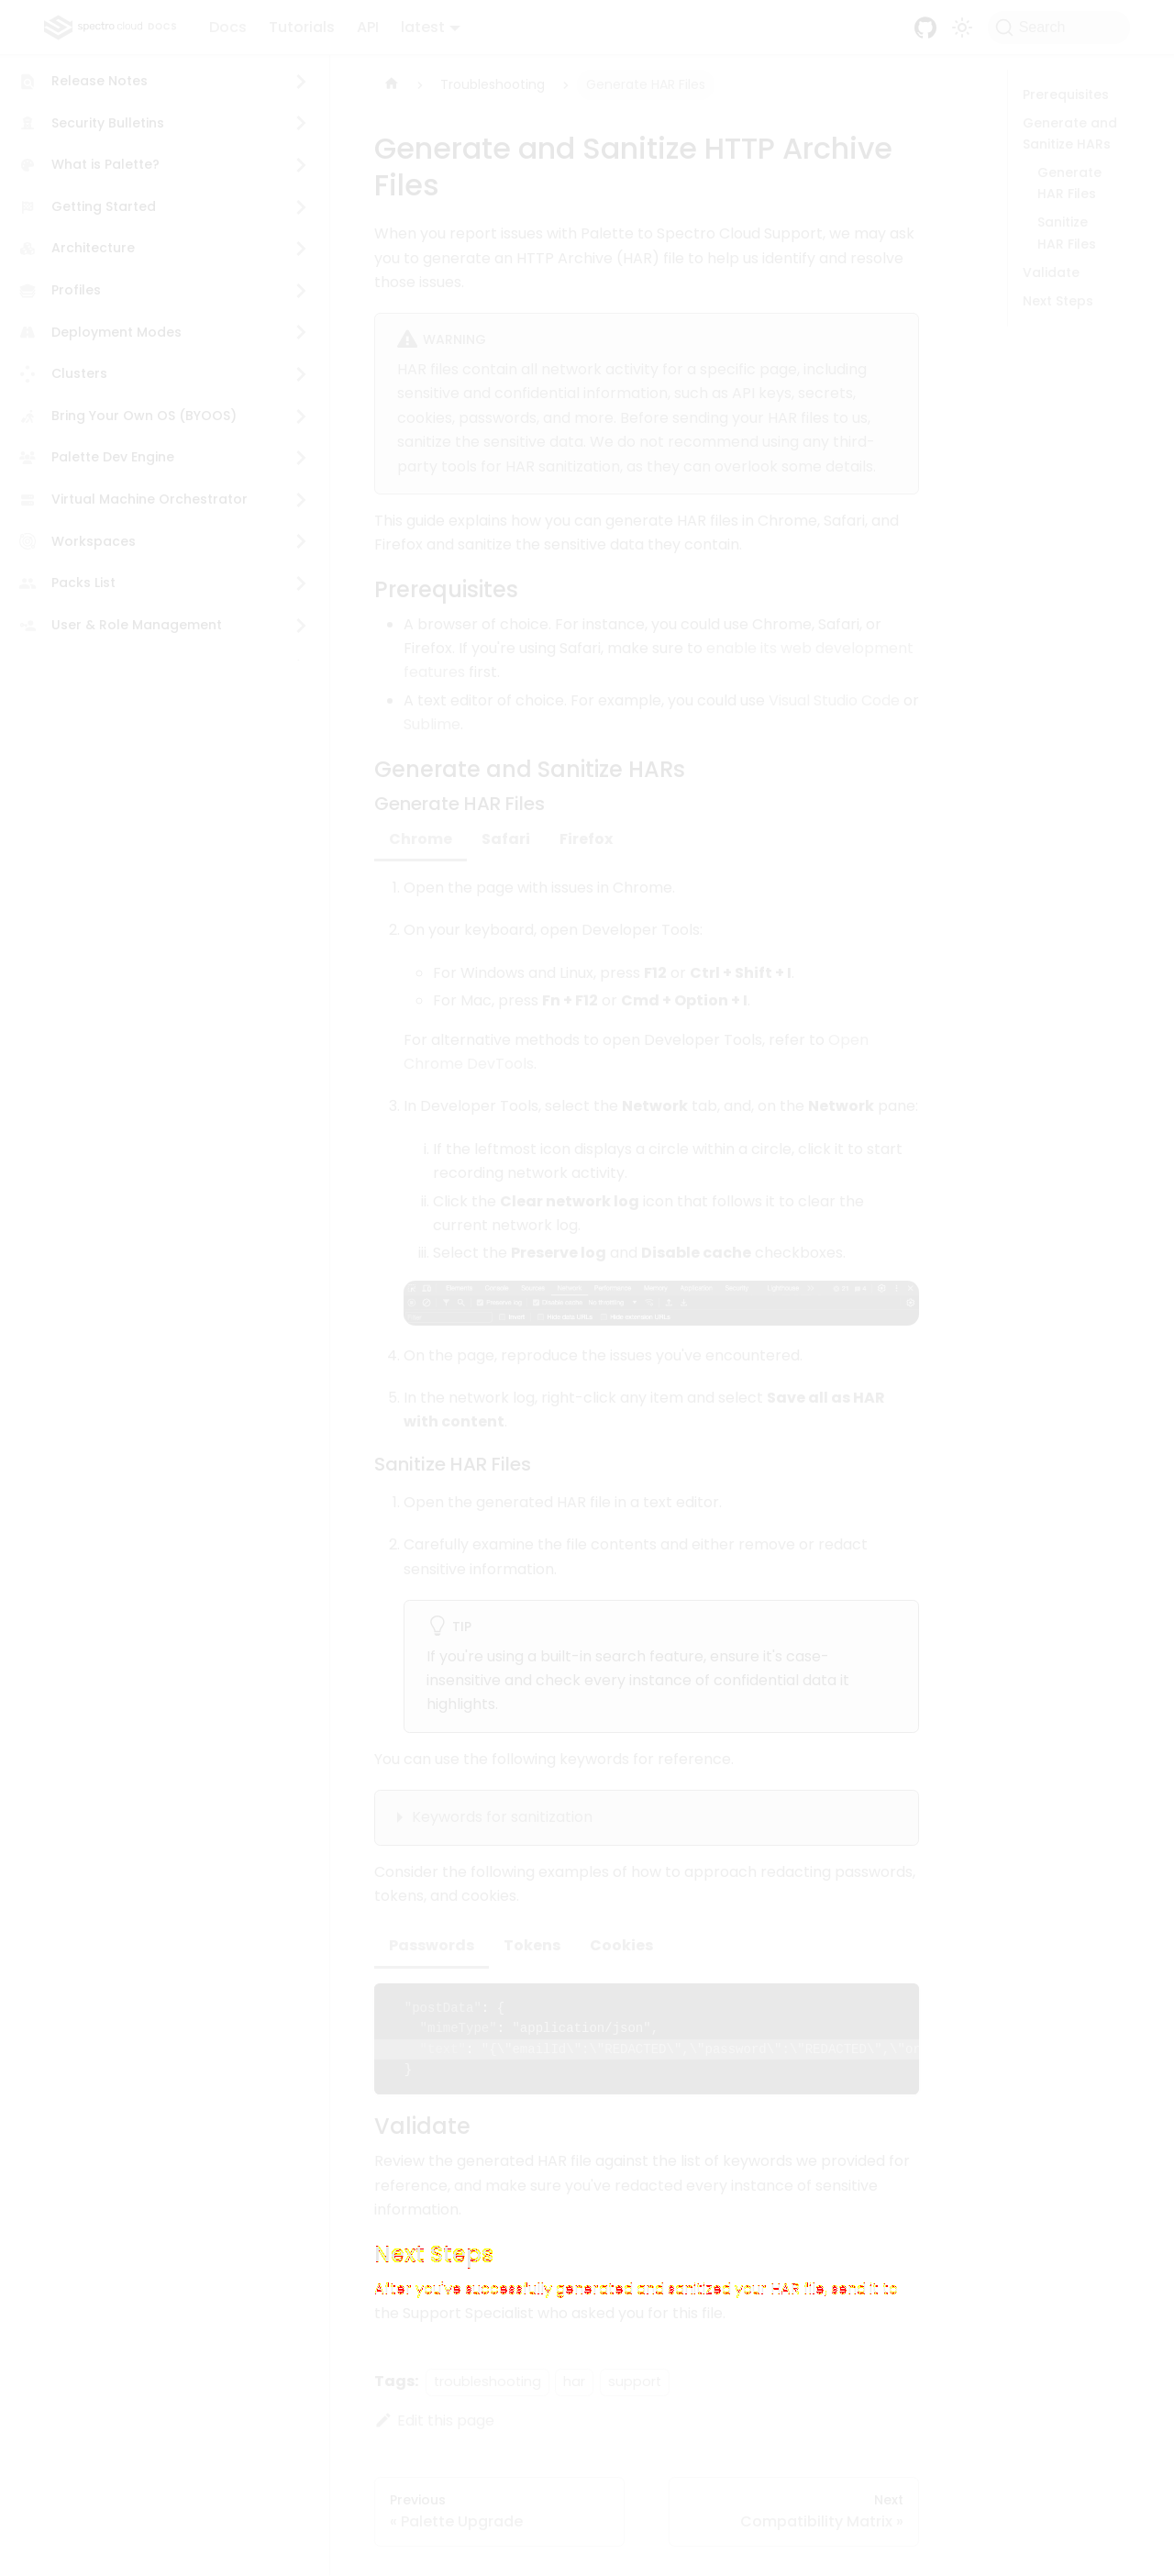 spectro cloud DOCS
Docs
Tutorials
API
latest
Search
Release Notes
Security Bulletins
What is Palette?
Getting Started
Architecture
Profiles
Deployment Modes
Clusters
Bring Your Own OS (BYOOS)
Palette Dev Engine
Virtual Machine Orchestrator
Workspaces
Packs List
User & Role Management
Troubleshooting
Generate HAR Files
Generate and Sanitize HTTP Archive
Files
When you report issues with Palette to Spectro Cloud Support, we may ask
you to generate an HTTP Archive (HAR) file to help us identify and resolve
those issues.
WARNING
HAR files contain all network activity for a specific page, including
sensitive and confidential information, such as API keys, secrets,
cookies, passwords, and more. Before sending your HAR files to us,
sanitize the sensitive data. We do not recommend using any third-
party tools for HAR sanitization, as they can overlook some details.
This guide explains how you can generate HAR files in Chrome, Safari, and
Firefox and sanitize the sensitive data they contain.
Prerequisites
• A browser of choice. For instance, you could use Chrome, Safari, or
Firefox. If you're using Safari, make sure to enable its web development
features first.
• A text editor of choice. For example, you could use Visual Studio Code or
Sublime.
Generate and Sanitize HARs
Generate HAR Files
Chrome Safari Firefox
1. Open the page with issues in Chrome.
2. On your keyboard, open Developer Tools:
For Windows and Linux, press F12 or Ctrl + Shift + I.
For Mac, press Fn + F12 or Cmd + Option + I.
For alternative methods to open Developer Tools, refer to Open
Chrome DevTools.
3. In Developer Tools, select the Network tab, and, on the Network pane:
i. If the leftmost icon displays a circle within a circle, click it to start
recording network activity.
ii. Click the Clear network log icon that follows it to clear the
current network log.
iii. Select the Preserve log and Disable cache checkboxes.
4. On the page, reproduce the issues you've encountered.
5. In the network log, right-click any item and select Save all as HAR
with content.
Sanitize HAR Files
1. Open the generated HAR file in a text editor.
2. Carefully examine the file contents and either remove or redact
sensitive information.
TIP
If you're using a built-in search feature, ensure it's case-
insensitive and check every instance of confidential data it
highlights.
You can use the following keywords for reference.
Keywords for sanitization
Consider the following examples of how to approach redacting passwords,
tokens, and cookies.
Passwords Tokens Cookies
"postData": {
"mimeType": "application/json",
"text": "{\"emailId\":\"REDACTED\",\"password\":\"REDACTED\",\"or
}
Validate
Review the generated HAR file against the list of keywords we provided for
reference, and make sure you've redacted every instance of sensitive
information.
Next Steps
After you've successfully generated and sanitized your HAR file, send it to
the Support Specialist who asked you for this file.
Tags: troubleshooting har support
Edit this page
Previous
« Palette Upgrade
Next
Compatibility Matrix »
Prerequisites
Generate and
Sanitize HARs
Generate
HAR Files
Sanitize
HAR Files
Validate
Next Steps